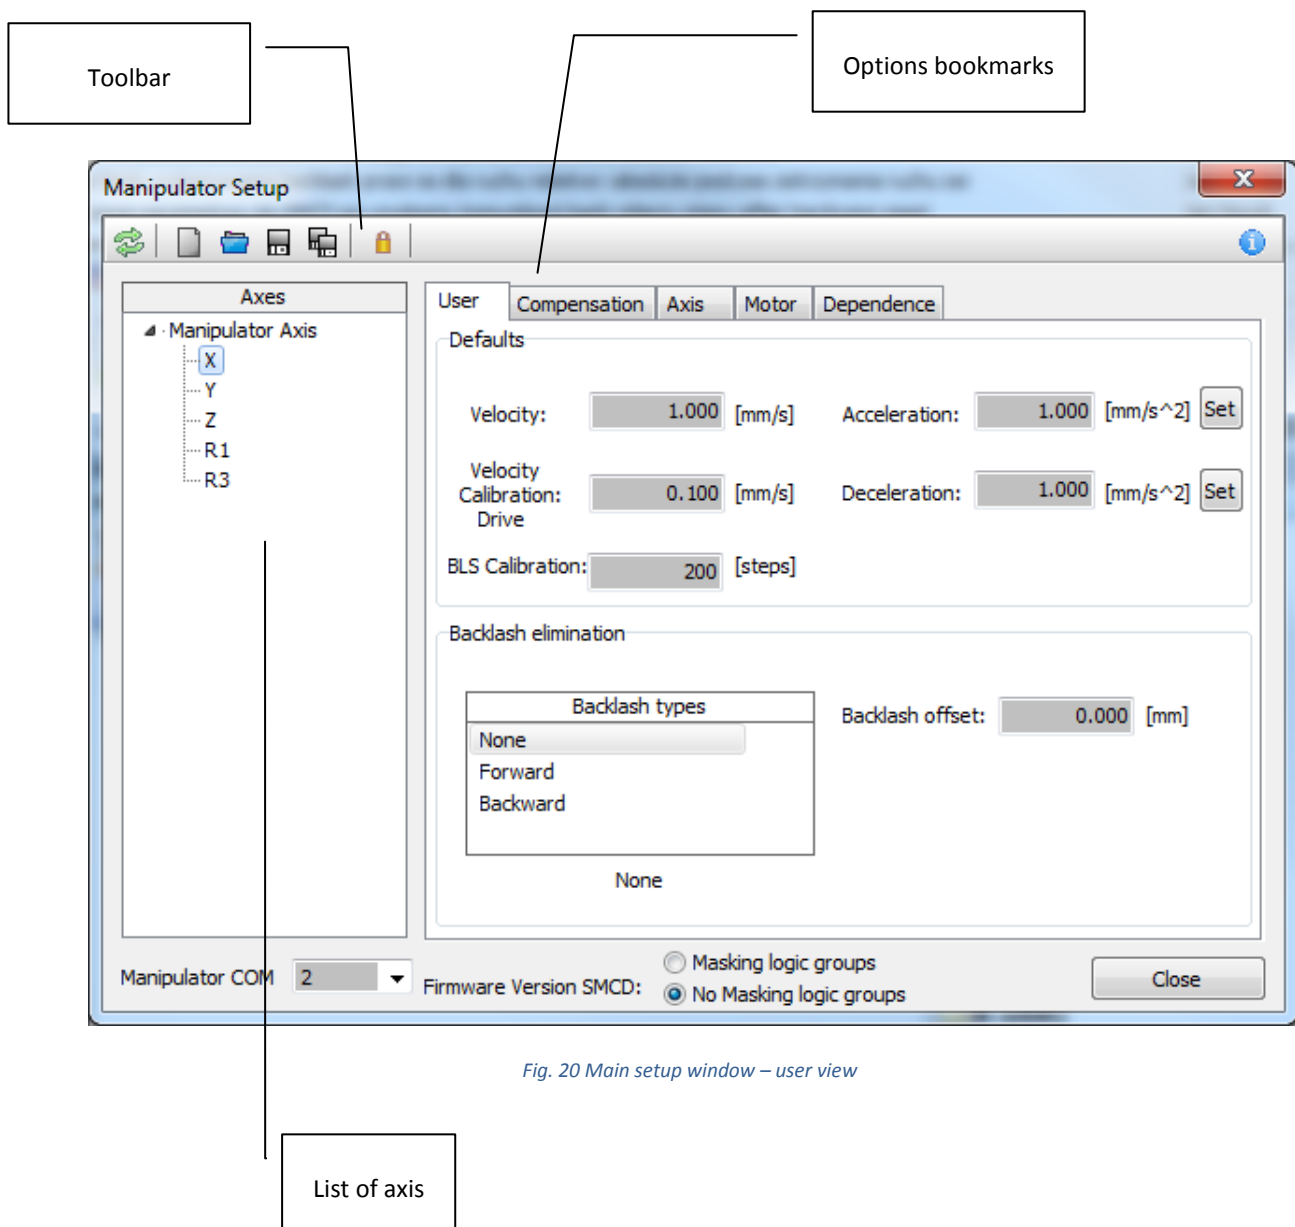 Toolbar
Options bookmarks
Manipulator Setup
Axes
Manipulator Axis
X
Y
Z
R1
R3
User Compensation Axis Motor Dependence
Defaults
Velocity: 1.000 [mm/s] Acceleration: 1.000 [mm/s^2] Set
Velocity
Calibration: 0.100 [mm/s] Deceleration: 1.000 [mm/s^2] Set
Drive
BLS Calibration: 200 [steps]
Backlash elimination
Backlash types
None
Forward
Backward
None
Backlash offset: 0.000 [mm]
Manipulator COM 2
Firmware Version SMCD:
Masking logic groups
No Masking logic groups
Close
Fig. 20 Main setup window – user view
List of axis